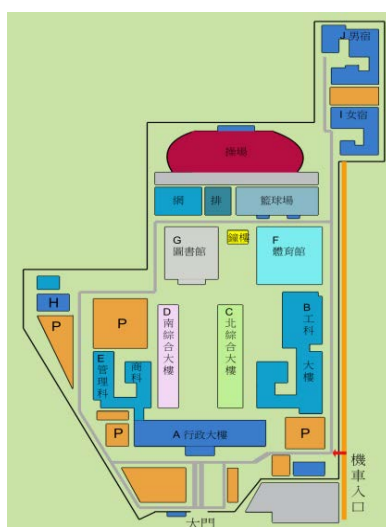 J 男宿
I 女宿
操場
網
排
籃球場
G
圖書館
鐘樓
F
體育館
H
P
P
D
南綜合大樓
C
北綜合大樓
B 工科
大樓
E 管理科
商科
P
A 行政大樓
P
機車入口
大門